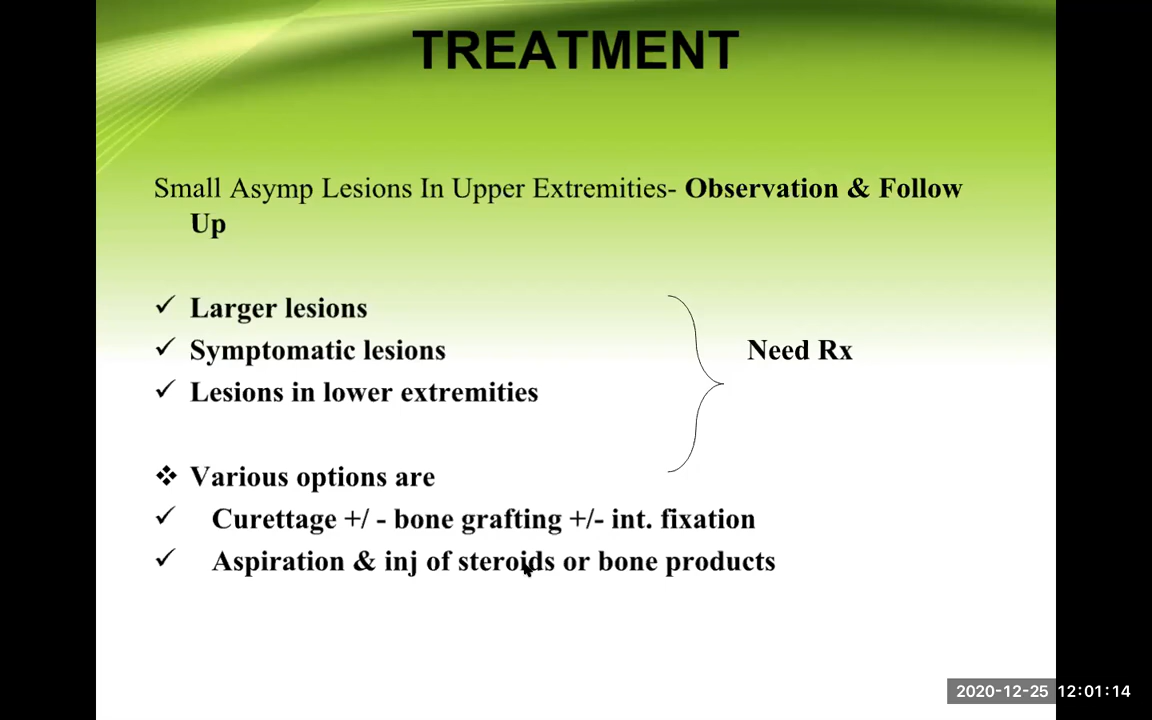 TREATMENT
Small Asymp Lesions In Upper Extremities- Observation & Follow
Up
✓ Larger lesions
✓ Symptomatic lesions
Need Rx
✓ Lesions in lower extremities
❖ Various options are
✓ Curettage +/ - bone grafting +/- int. fixation
✓ Aspiration & inj of steroids or bone products
2020-12-25 12:01:14